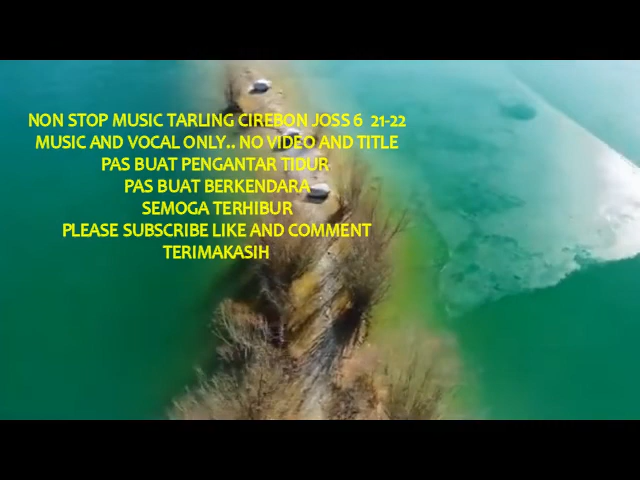 NON STOP MUSIC TARLING CIREBON JOSS 6 21-22
MUSIC AND VOCAL ONLY.. NO VIDEO AND TITLE
PAS BUAT PENGANTAR TIDUR
PAS BUAT BERKENDARA
SEMOGA TERHIBUR
PLEASE SUBSCRIBE LIKE AND COMMENT
TERIMAKASIH